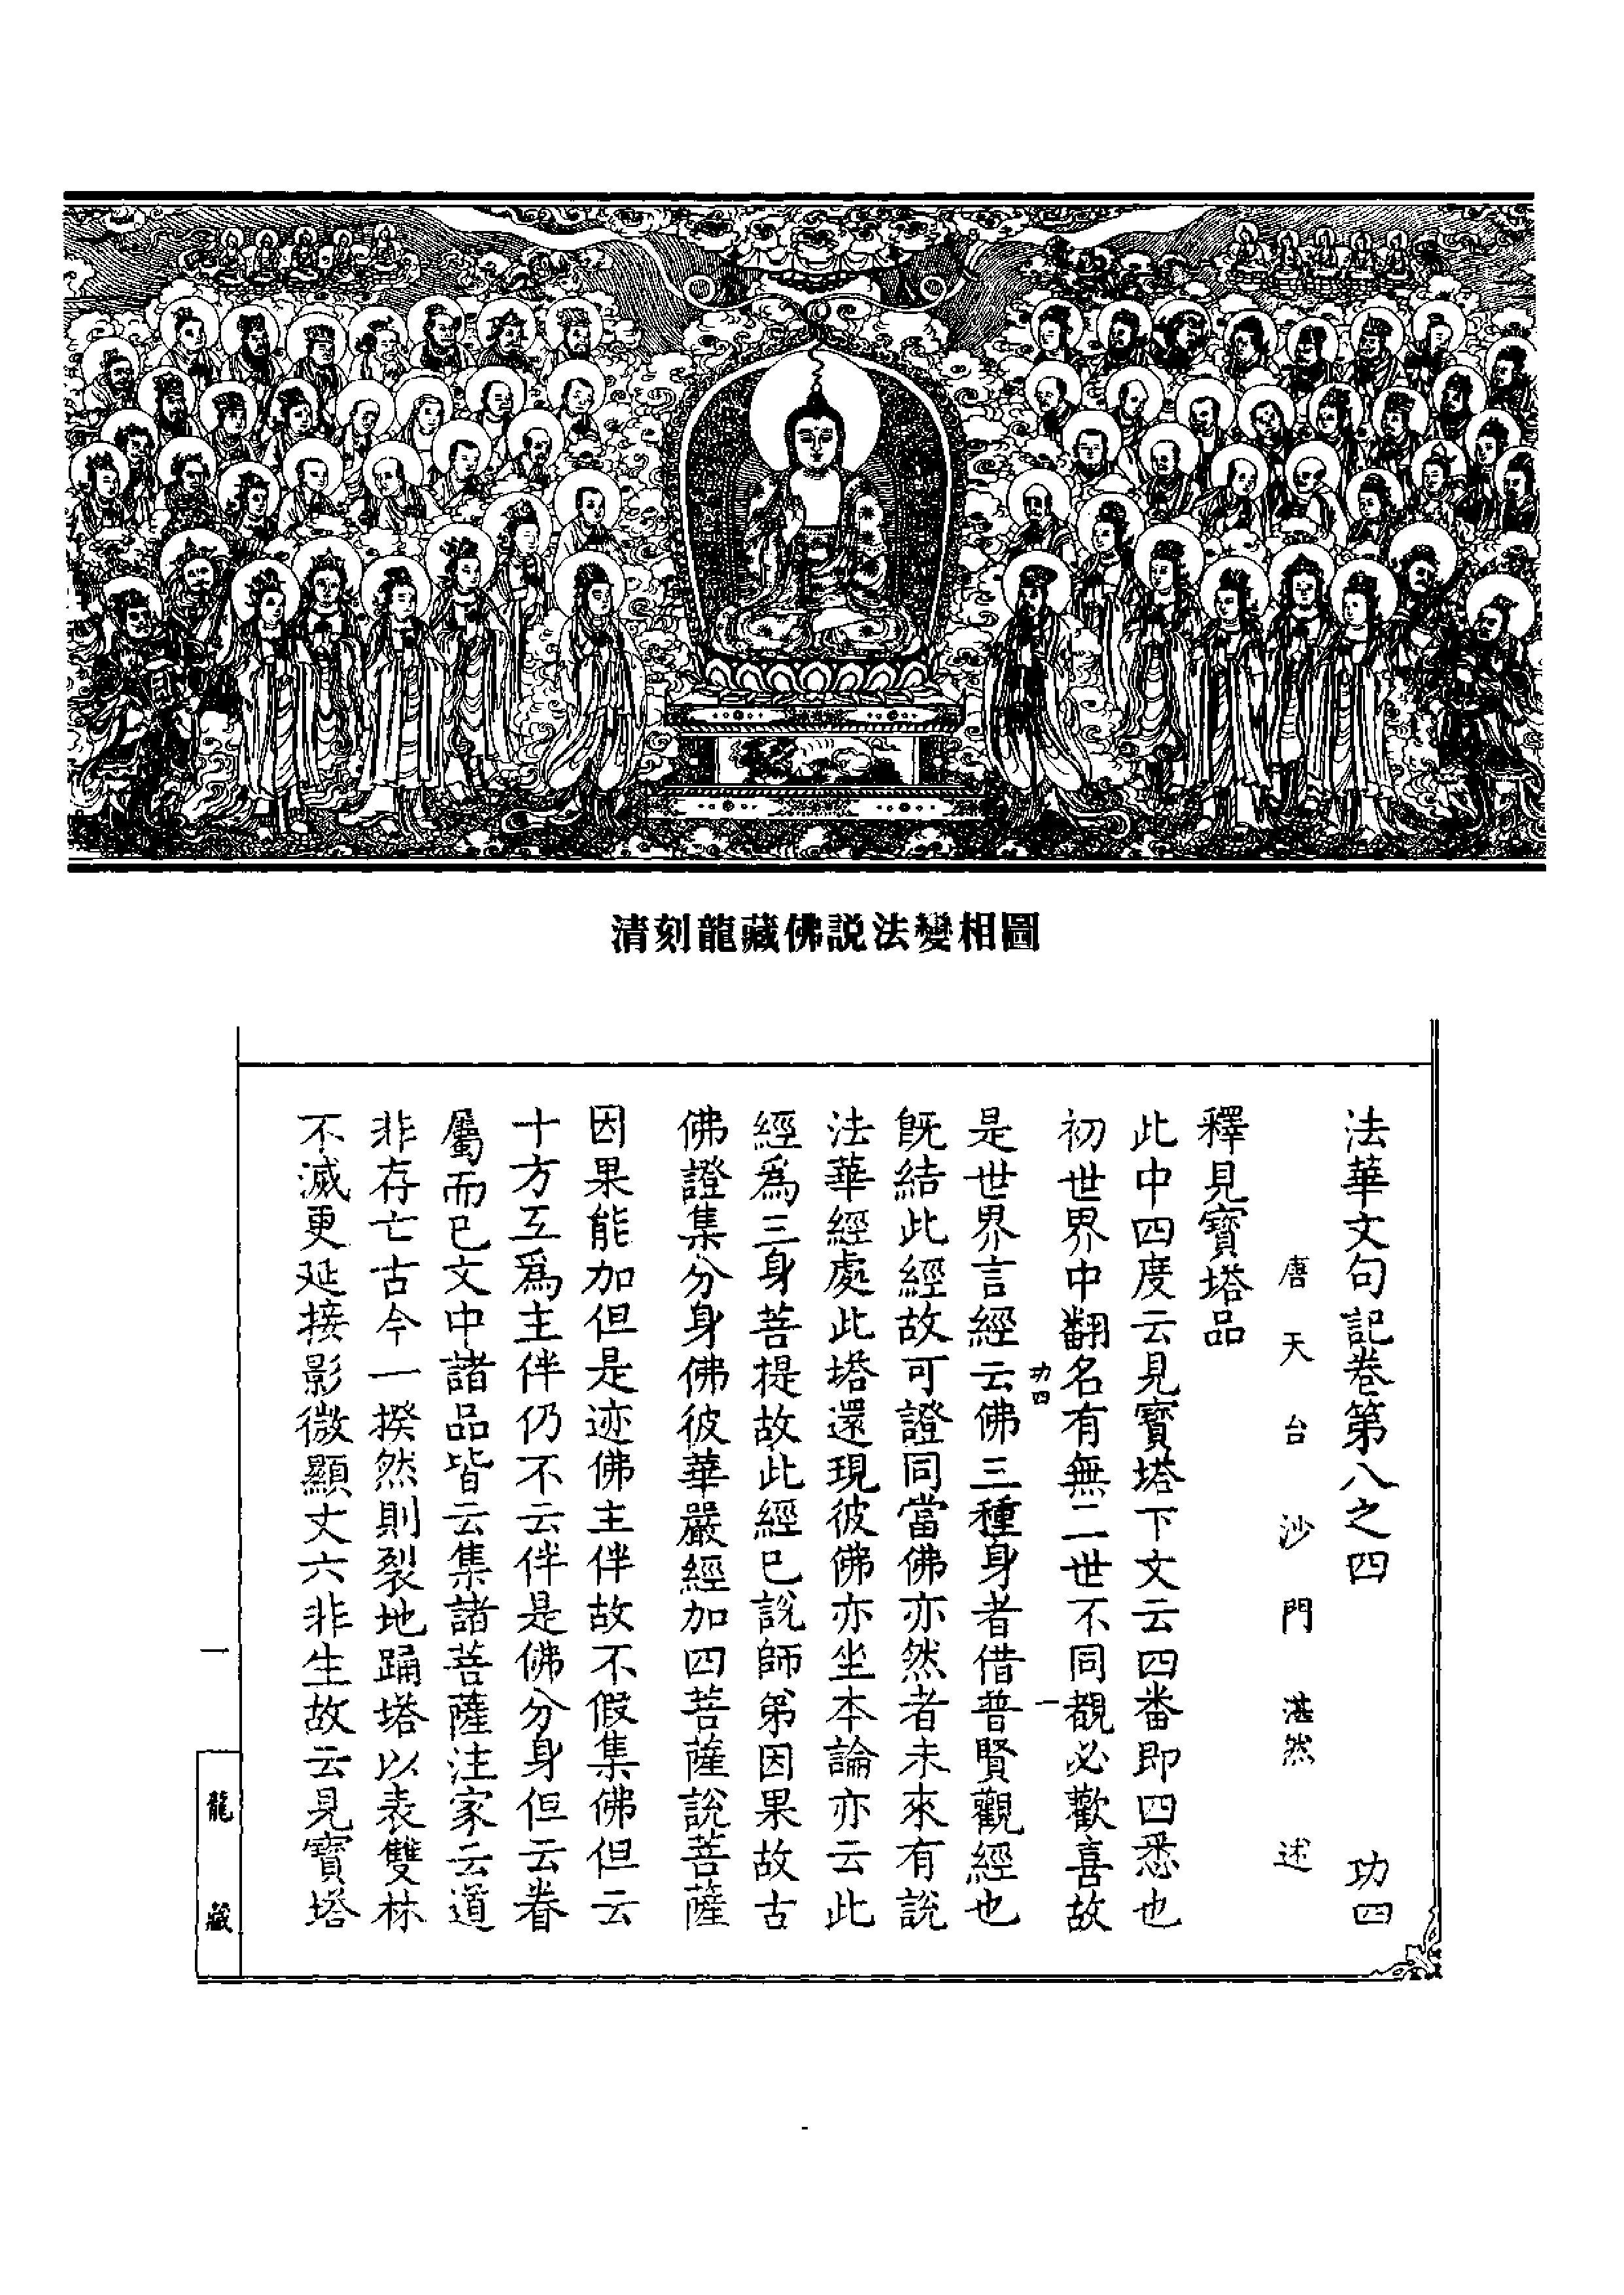 清刻龍藏佛説法變相圖
法華文句記卷第八之四 功四
唐天台沙門湛然述
釋見寶塔品
此中四度云見寶塔下文云四番即四悉也
初世界中翻名有無二世不同覩必歡喜故
功四 一
是世界言經云佛三種身者借普賢觀經也
既結此經故可證同當佛亦然者未來有說
法華經處此塔還現彼佛亦坐本論亦云此
經爲三身菩提故此經已說師弟因果故古
佛證集分身佛彼華嚴經加四菩薩說菩薩
因果能加但是迹佛主伴故不假集佛但云
十方互爲主伴仍不云伴是佛分身但云眷
屬而已文中諸品皆云集諸菩薩注家云道
非存亡古今一揆然則裂地踊塔以表雙林
不滅更延接影微顯丈六非生故云見寶塔
一
龍藏